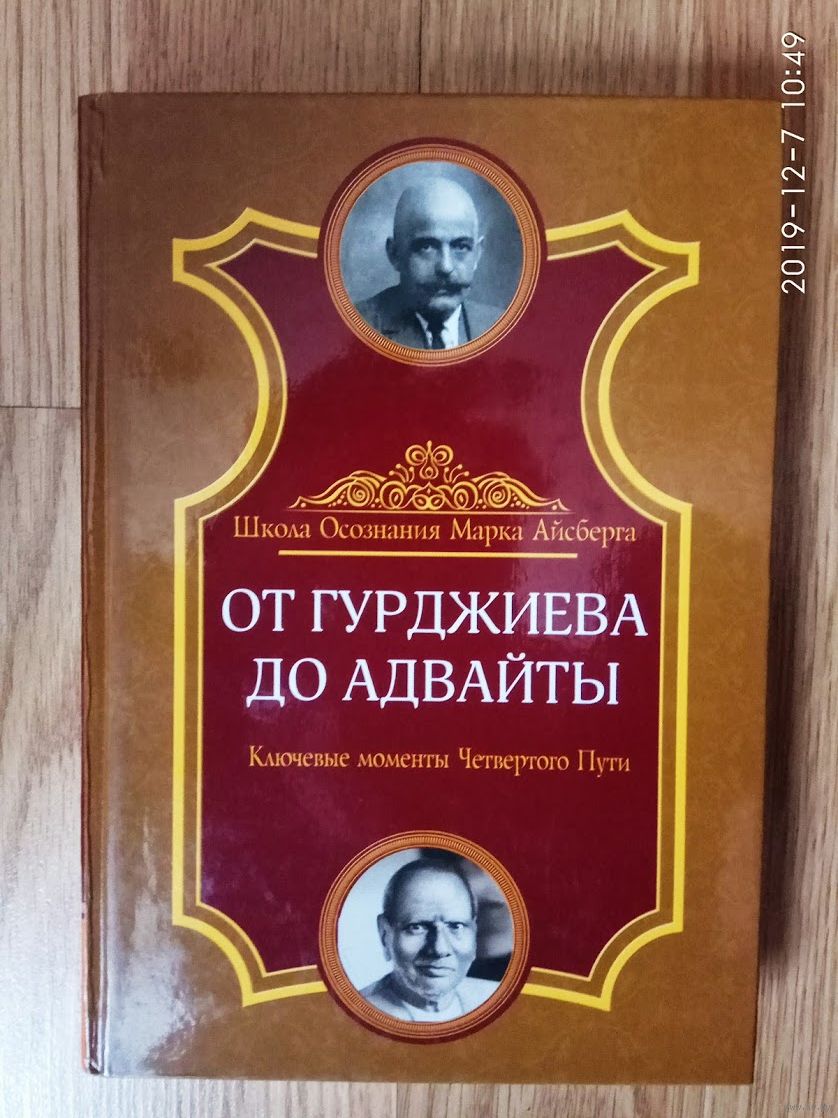 2019-12-7 10:49
Школа Осознания Марка Айсберга
ОТ ГУРДЖИЕВА
ДО АДВАЙТЫ
Ключевые моменты Четвертого Пути